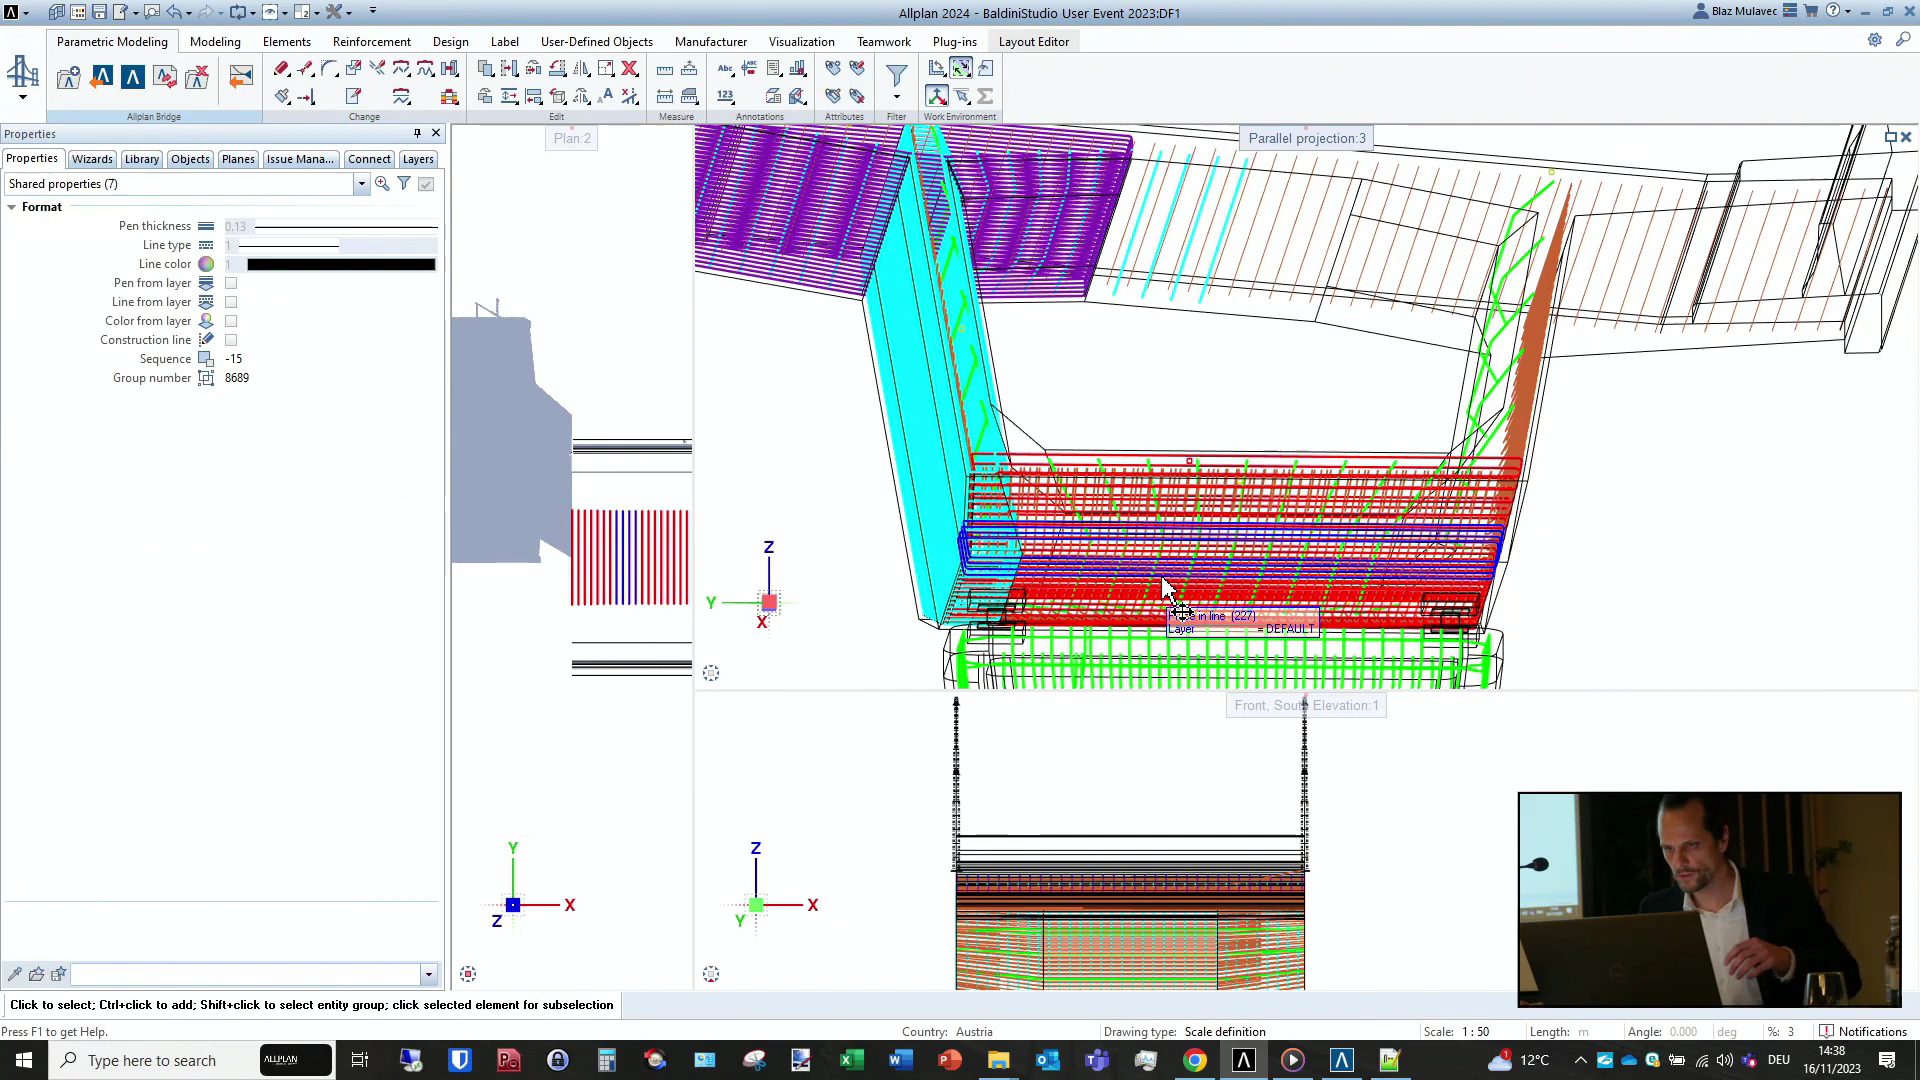 Allplan 2024 - BaldiniStudio User Event 2023:DF1
Blaz Mulavec
Parametric Modeling
Modeling
Elements
Reinforcement
Design
Label
User-Defined Objects
Manufacturer
Visualization
Teamwork
Plug-ins
Layout Editor
Abc
123
Allplan Bridge
Change
Edit
Measure
Annotations
Attributes
Filter
Work Environment
Properties
Plan:2
Parallel projection:3
Properties
Wizards
Library
Objects
Planes
Issue Mana...
Connect
Layers
Shared properties (7)
Format
Pen thickness
0.13
Line type
1
Line color
1
Pen from layer
Line from layer
Color from layer
Construction line
Sequence
-15
Group number
8689
Z
Y
X
in line (227)
Layer = DEFAULT
Front, South Elevation:1
Y
X
Z
Z
X
Y
Click to select; Ctrl+click to add; Shift+click to select entity group; click selected element for subselection
Press F1 to get Help.
Country:
Austria
Drawing type:
Scale definition
Scale:
1 : 50
Length:
m
Angle:
0.000
deg
%:
3
Notifications
Type here to search
ALLPLAN
12°C
DEU
14:38
16/11/2023